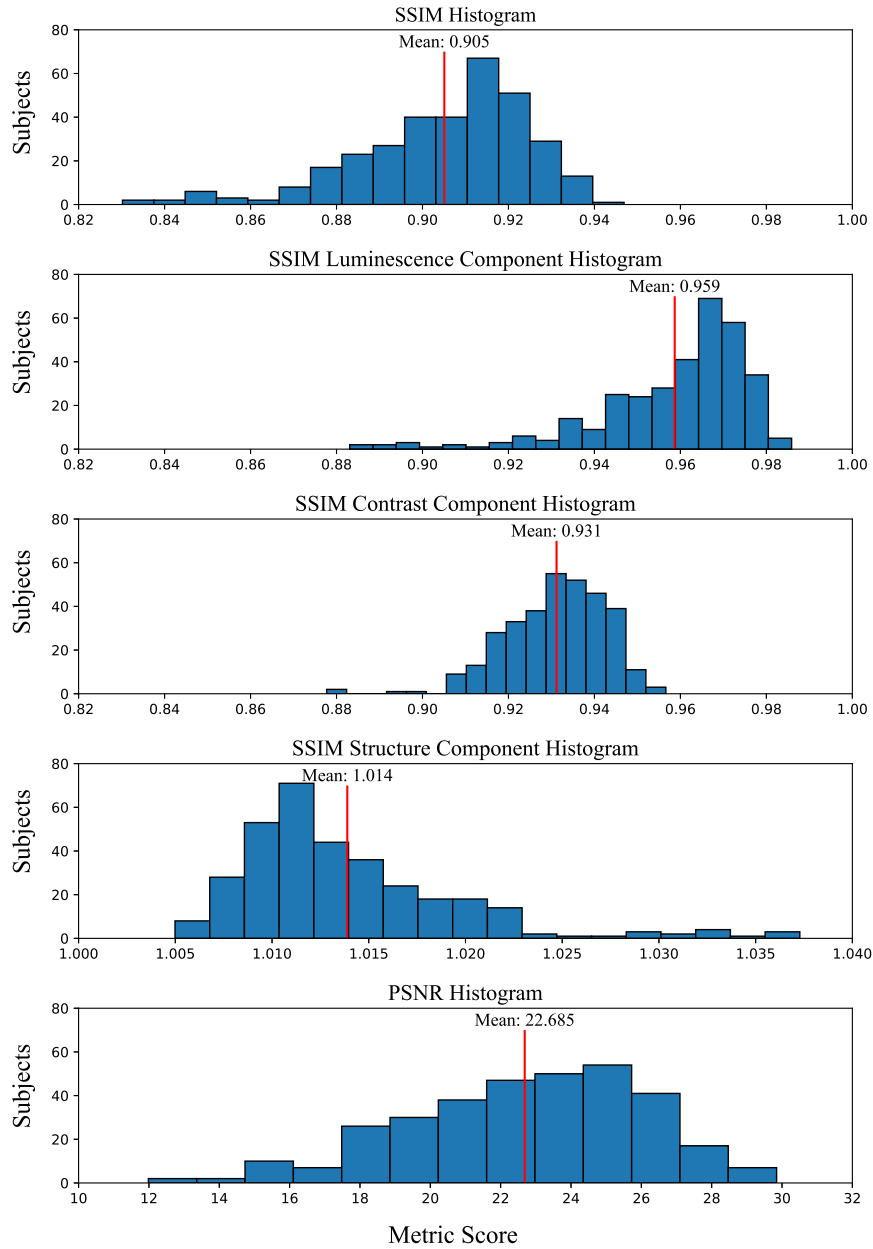 SSIM Histogram
Mean: 0.905
Subjects
80
60
40
20
0
0.82 0.84 0.86 0.88 0.90 0.92 0.94 0.96 0.98 1.00
SSIM Luminescence Component Histogram
Mean: 0.959
Subjects
80
60
40
20
0
0.82 0.84 0.86 0.88 0.90 0.92 0.94 0.96 0.98 1.00
SSIM Contrast Component Histogram
Mean: 0.931
Subjects
80
60
40
20
0
0.82 0.84 0.86 0.88 0.90 0.92 0.94 0.96 0.98 1.00
SSIM Structure Component Histogram
Mean: 1.014
Subjects
80
60
40
20
0
1.000 1.005 1.010 1.015 1.020 1.025 1.030 1.035 1.040
PSNR Histogram
Mean: 22.685
Subjects
80
60
40
20
0
10 12 14 16 18 20 22 24 26 28 30 32
Metric Score